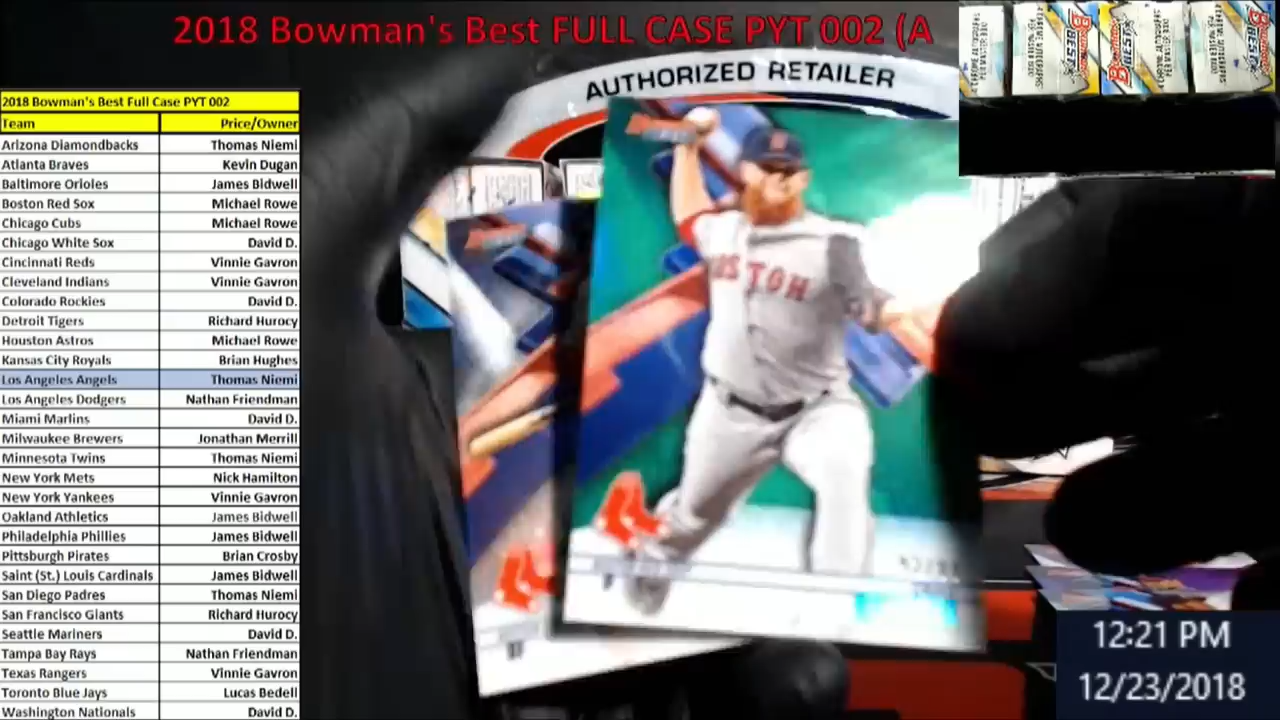 2018 Bowman's Best FULL CASE PYT 002 (A
AUTHORIZED RETAILER
2018 Bowman's Best Full Case PYT 002
Team Price/Owner
Arizona Diamondbacks Thomas Niemi
Atlanta Braves Kevin Dugan
Baltimore Orioles James Bidwell
Boston Red Sox Michael Rowe
Chicago Cubs Michael Rowe
Chicago White Sox David D.
Cincinnati Reds Vinnie Gavron
Cleveland Indians Vinnie Gavron
Colorado Rockies David D.
Detroit Tigers Richard Hurocy
Houston Astros Michael Rowe
Kansas City Royals Brian Hughes
Los Angeles Angels Thomas Niemi
Los Angeles Dodgers Nathan Friendman
Miami Marlins David D.
Milwaukee Brewers Jonathan Merrill
Minnesota Twins Thomas Niemi
New York Mets Nick Hamilton
New York Yankees Vinnie Gavron
Oakland Athletics James Bidwell
Philadelphia Phillies James Bidwell
Pittsburgh Pirates Brian Crosby
Saint (St.) Louis Cardinals James Bidwell
San Diego Padres Thomas Niemi
San Francisco Giants Richard Hurocy
Seattle Mariners David D.
Tampa Bay Rays Nathan Friendman
Texas Rangers Vinnie Gavron
Toronto Blue Jays Lucas Bedell
Washington Nationals David D.
BOSTON
12:21 PM
12/23/2018